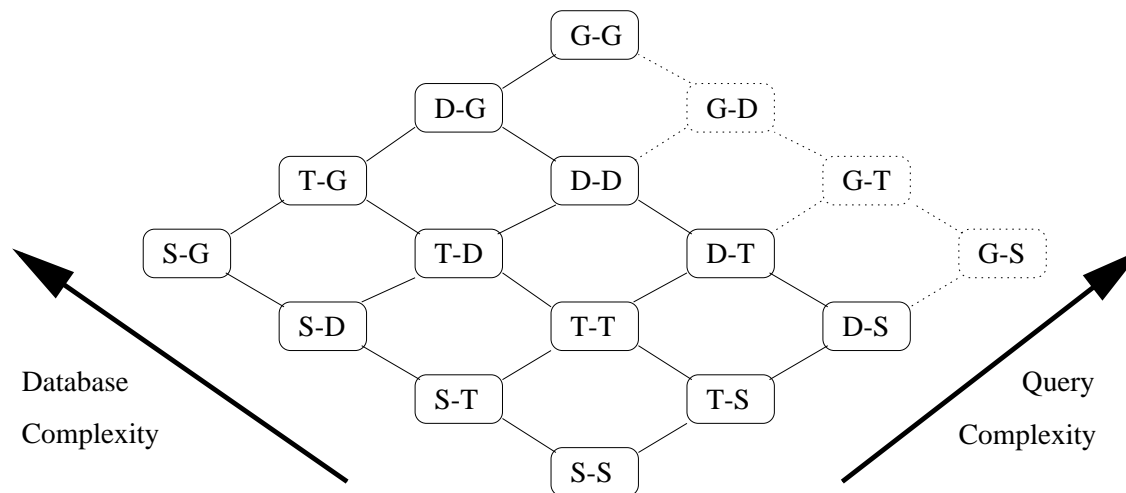 G-G
D-G
G-D
T-G
D-D
G-T
S-G
T-D
D-T
G-S
S-D
T-T
D-S
Database
Complexity
Query
Complexity
S-T
T-S
S-S